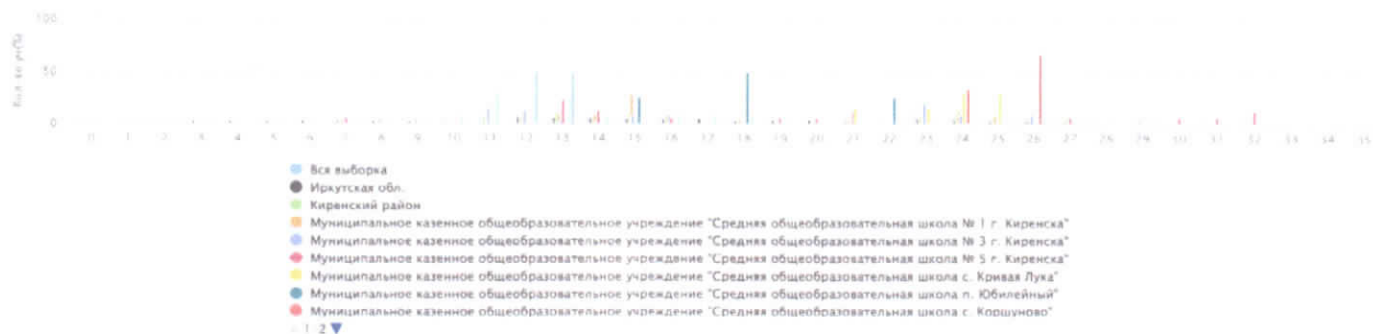 100
Кол-во уч(%)
50
0
0 1 2 3 4 5 6 7 8 9 10 11 12 13 14 15 16 17 18 19 20 21 22 23 24 25 26 27 28 29 30 31 32 33 34 35
Вся выборка
Иркутская обл.
Киренский район
Муниципальное казенное общеобразовательное учреждение "Средняя общеобразовательная школа № 1 г. Киренска"
Муниципальное казенное общеобразовательное учреждение "Средняя общеобразовательная школа № 3 г. Киренска"
Муниципальное казенное общеобразовательное учреждение "Средняя общеобразовательная школа № 5 г. Киренска"
Муниципальное казенное общеобразовательное учреждение "Средняя общеобразовательная школа с. Кривая Лука"
Муниципальное казенное общеобразовательное учреждение "Средняя общеобразовательная школа п. Юбилейный"
Муниципальное казенное общеобразовательное учреждение "Средняя общеобразовательная школа с. Коршуново"
1 2